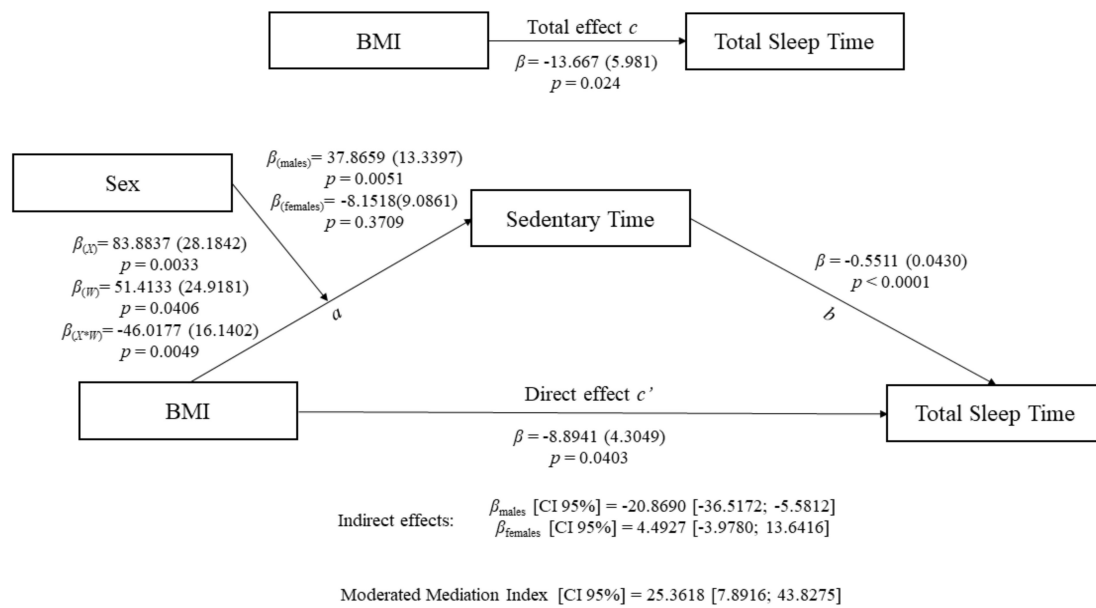 BMI
Total effect c
Total Sleep Time
β= -13.667 (5.981)
p = 0.024
Sex
β(males)= 37.8659 (13.3397)
p = 0.0051
β(females)= -8.1518(9.0861)
p = 0.3709
Sedentary Time
β(X)= 83.8837 (28.1842)
p = 0.0033
β(W)= 51.4133 (24.9181)
p = 0.0406
β(X*W)= -46.0177 (16.1402)
p = 0.0049
a
β = -0.5511 (0.0430)
p < 0.0001
b
BMI
Direct effect c’
Total Sleep Time
β = -8.8941 (4.3049)
p = 0.0403
Indirect effects:
βmales [CI 95%] = -20.8690 [-36.5172; -5.5812]
βfemales [CI 95%] = 4.4927 [-3.9780; 13.6416]
Moderated Mediation Index [CI 95%] = 25.3618 [7.8916; 43.8275]